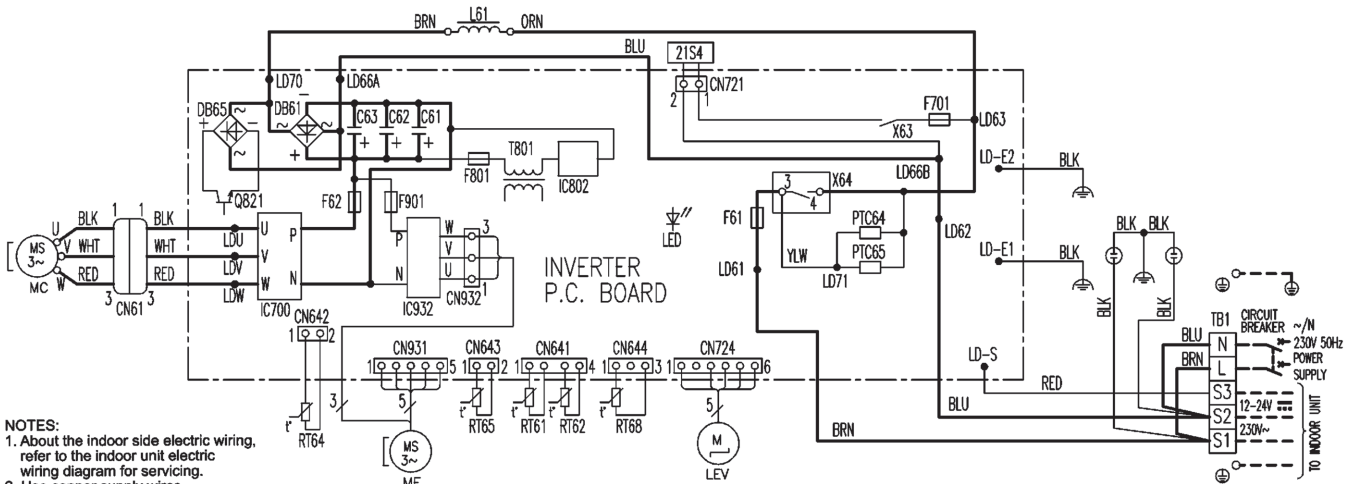 L61
BRN ORN
BLU
21S4
LD70 LD66A
CN721
2 1
F701
DB65 DB61
C63 C62 C61
+ - ~ ~
~ - ~ +
+ + +
X63
LD63
T801
F801
IC802
LD-E2 BLK
LD66B
3 X64
4
Q821
F62 F901
F61
PTC64
PTC65
BLK BLK
U BLK 1 1 BLK
LDU U P
LED
LD62
YLW
LD71
LD61
LD-E1 BLK
MS
3~
V WHT WHT
LDV V
P W 3
V
N U
1
MC W RED RED
LDW W N
3 3
CN61
IC700
IC932 CN932
INVERTER
P.C. BOARD
BLK BLK
CN642
1 2
TB1
CIRCUIT
BREAKER
~/N
230V 50Hz
POWER
SUPPLY
BLU N
BRN L
CN931
1 5
CN643
1 2
CN641
1 4
CN644
1 3
CN724
1 6
LD-S
RED
S3
BLU
S2
12-24V
BRN
S1
230V~
TO INDOOR UNIT
3
5
5
t° RT64
t° RT65
t° RT61
t° RT62
t° RT68
MS
3~
M
LEV
MF
NOTES:
1. About the indoor side electric wiring,
refer to the indoor unit electric
wiring diagram for servicing.